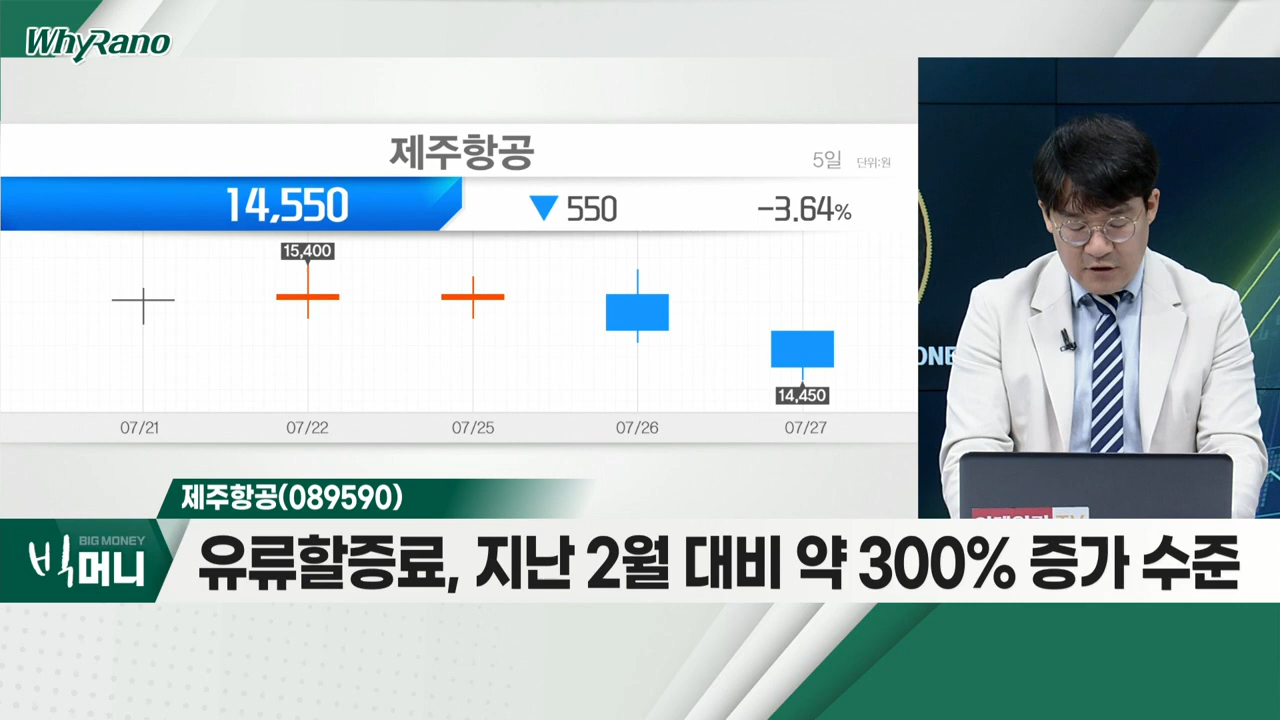 WhyRano
제주항공
5일 단위:원
14,550 ▼ 550 -3.64%
15,400
14,450
07/21 07/22 07/25 07/26 07/27
제주항공(089590)
BIG MONEY
빅머니
유류할증료, 지난 2월 대비 약 300% 증가 수준